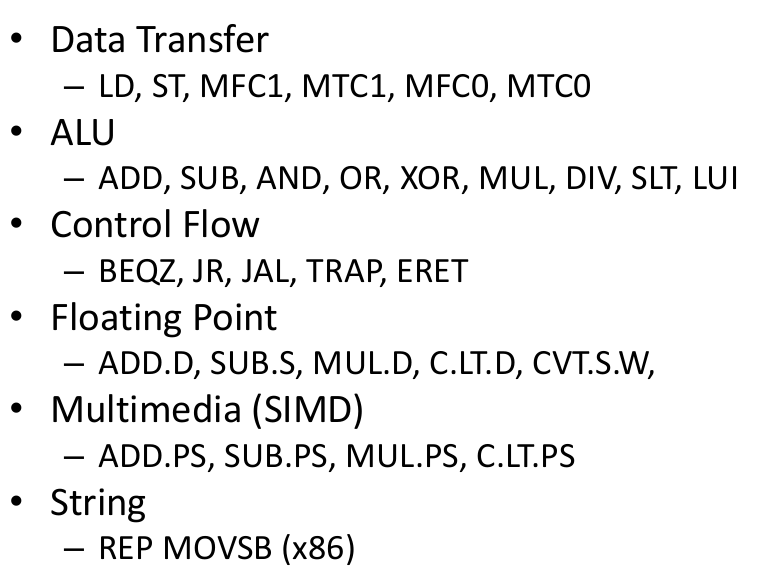 • Data Transfer
– LD, ST, MFC1, MTC1, MFC0, MTC0
• ALU
– ADD, SUB, AND, OR, XOR, MUL, DIV, SLT, LUI
• Control Flow
– BEQZ, JR, JAL, TRAP, ERET
• Floating Point
– ADD.D, SUB.S, MUL.D, C.LT.D, CVT.S.W,
• Multimedia (SIMD)
– ADD.PS, SUB.PS, MUL.PS, C.LT.PS
• String
– REP MOVSB (x86)